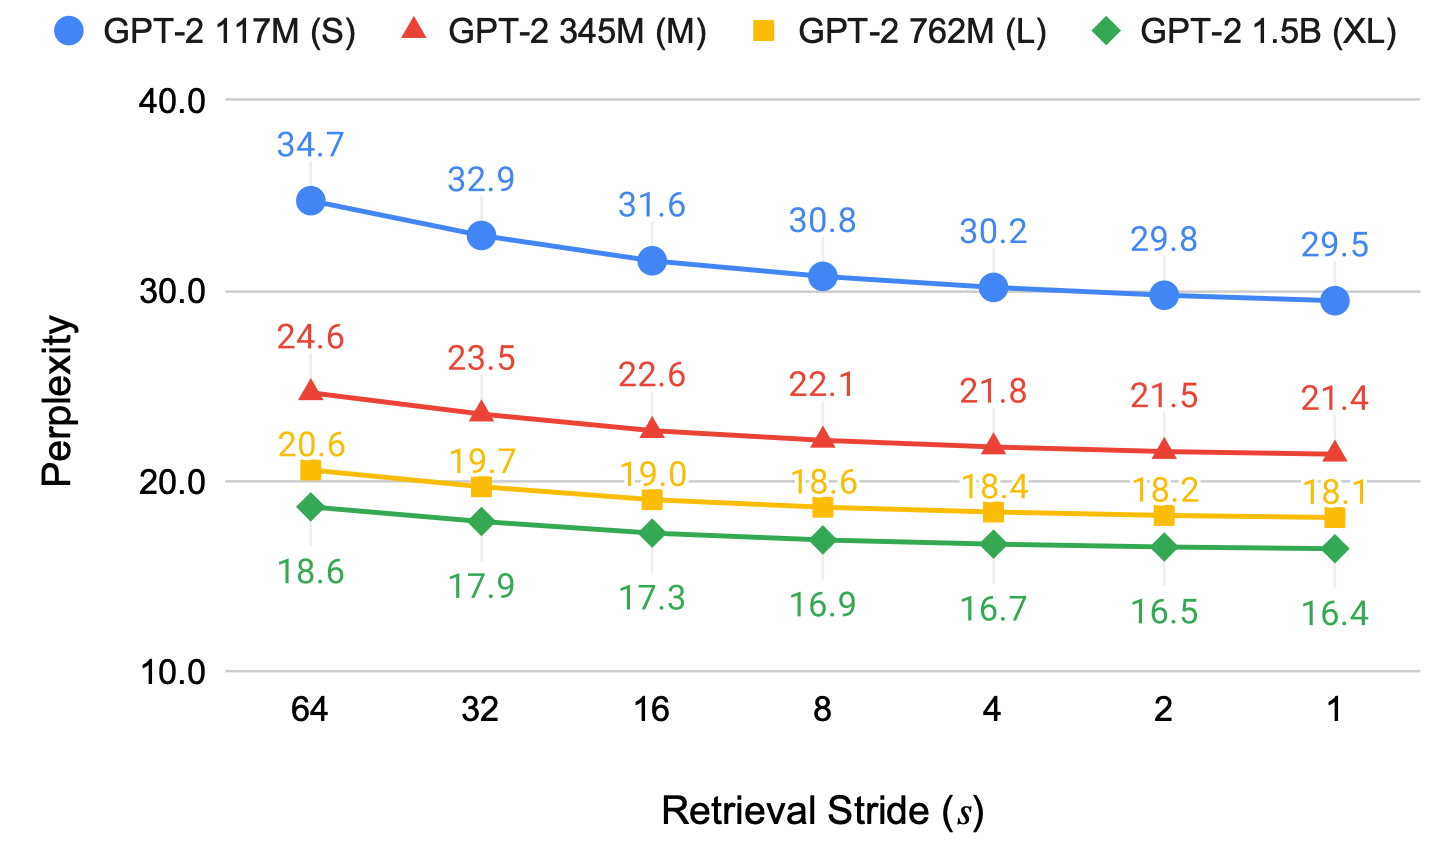 GPT-2 117M (S) GPT-2 345M (M) GPT-2 762M (L) GPT-2 1.5B (XL)
40.0
34.7 32.9 31.6 30.8 30.2 29.8 29.5
30.0
24.6 23.5 22.6 22.1 21.8 21.5 21.4
20.6 19.7 19.0 18.6 18.4 18.2 18.1
20.0
18.6 17.9 17.3 16.9 16.7 16.5 16.4
10.0
Perplexity
64 32 16 8 4 2 1
Retrieval Stride (s)